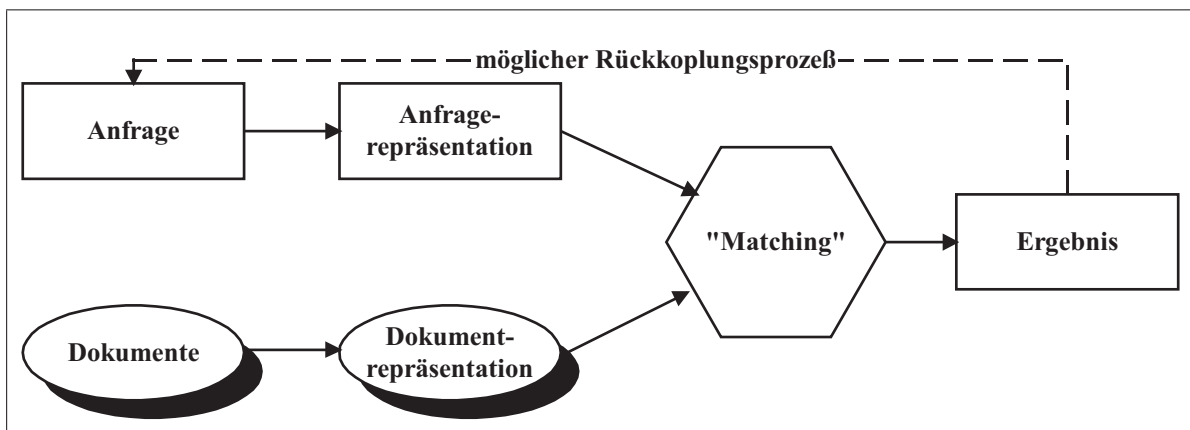 möglicher Rückkoplungsprozeß
Anfrage
Anfrage-
repräsentation
"Matching"
Ergebnis
Dokumente
Dokument-
repräsentation